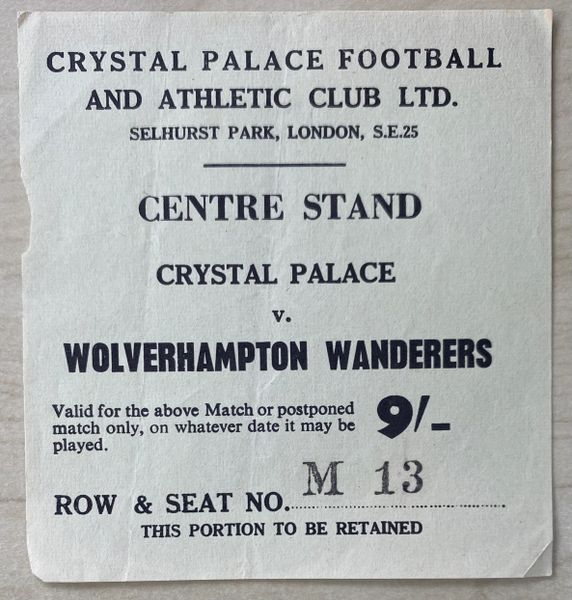 CRYSTAL PALACE FOOTBALL
AND ATHLETIC CLUB LTD.
SELHURST PARK, LONDON, S.E.25
CENTRE STAND
CRYSTAL PALACE
v.
WOLVERHAMPTON WANDERERS
Valid for the above Match or postponed
match only, on whatever date it may be
played.
9/-
ROW & SEAT NO. M 13
THIS PORTION TO BE RETAINED